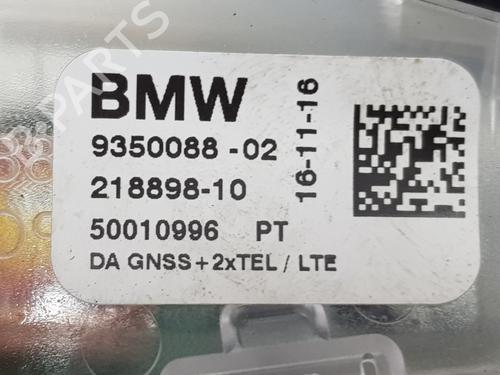 BMW
9350088-02
218898-10
50010996 PT
DA GNSS+2xTEL / LTE
16-11-16